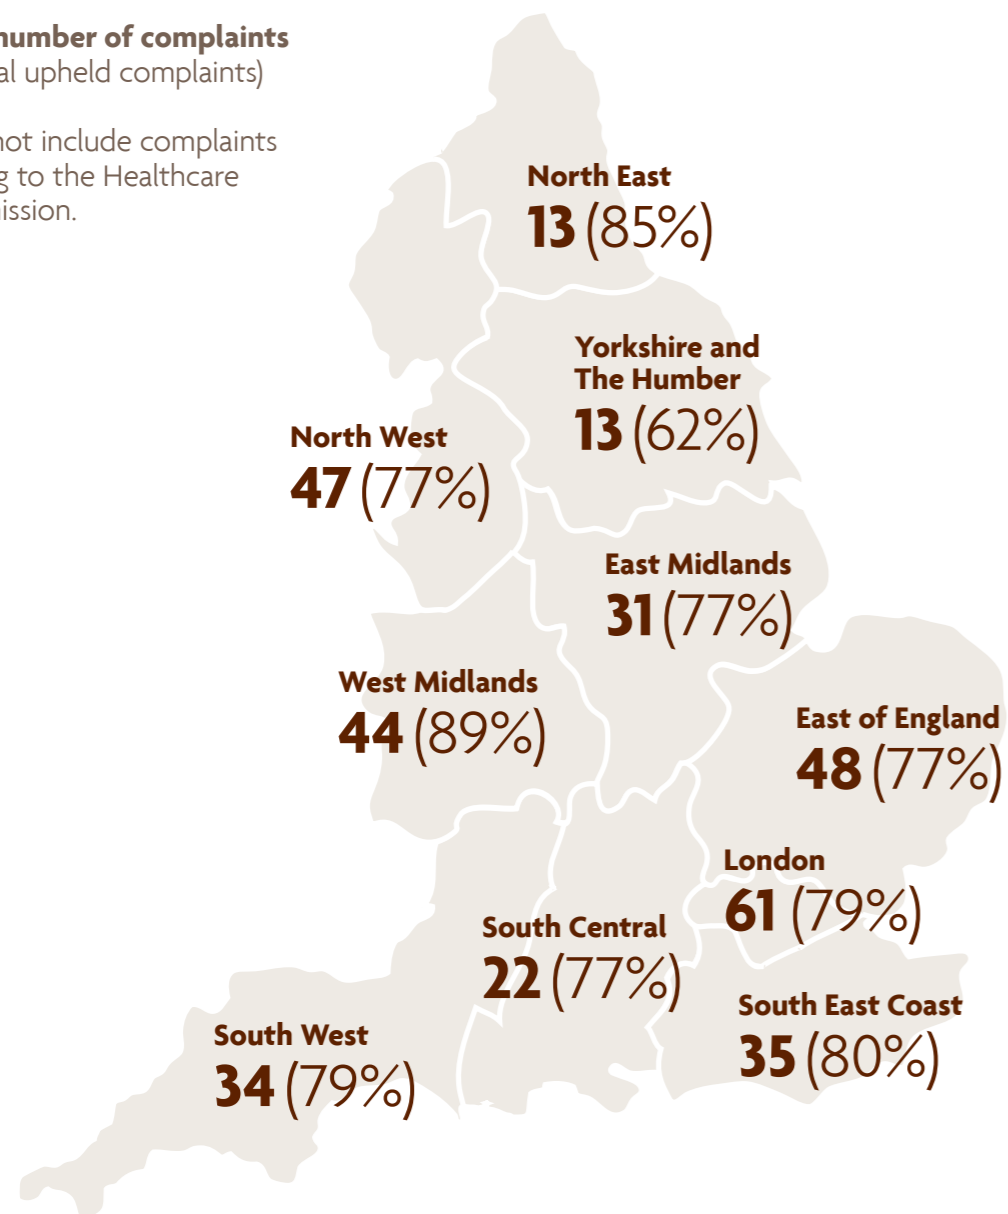 number of complaints
upheld complaints)
not include complaints
to the Healthcare
North East
13 (85%)
Yorkshire and
The Humber
13 (62%)
North West
47 (77%)
East Midlands
31 (77%)
West Midlands
44 (89%)
East of England
48 (77%)
London
61 (79%)
South Central
22 (77%)
South East Coast
35 (80%)
South West
34 (79%)